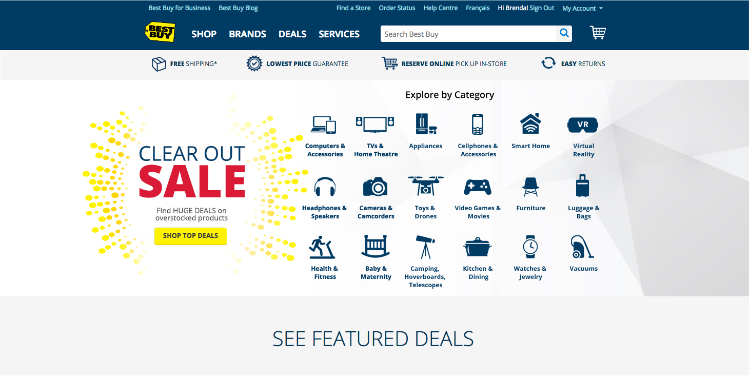 Best Buy for Business Best Buy Blog Find a Store Order Status Help Centre Français Hi Brenda! Sign Out My Account
BEST BUY
SHOP BRANDS DEALS SERVICES Search Best Buy
FREE SHIPPING* LOWEST PRICE GUARANTEE RESERVE ONLINE PICK UP IN-STORE EASY RETURNS
Explore by Category
CLEAR OUT
SALE
Find HUGE DEALS on
overstocked products
SHOP TOP DEALS
VR
Computers & Accessories
TVs & Home Theatre
Appliances
Cellphones & Accessories
Smart Home
Virtual Reality
Headphones & Speakers
Cameras & Camcorders
Toys & Drones
Video Games & Movies
Furniture
Luggage & Bags
Health & Fitness
Baby & Maternity
Camping, Hoverboards, Telescopes
Kitchen & Dining
Watches & Jewelry
Vacuums
SEE FEATURED DEALS